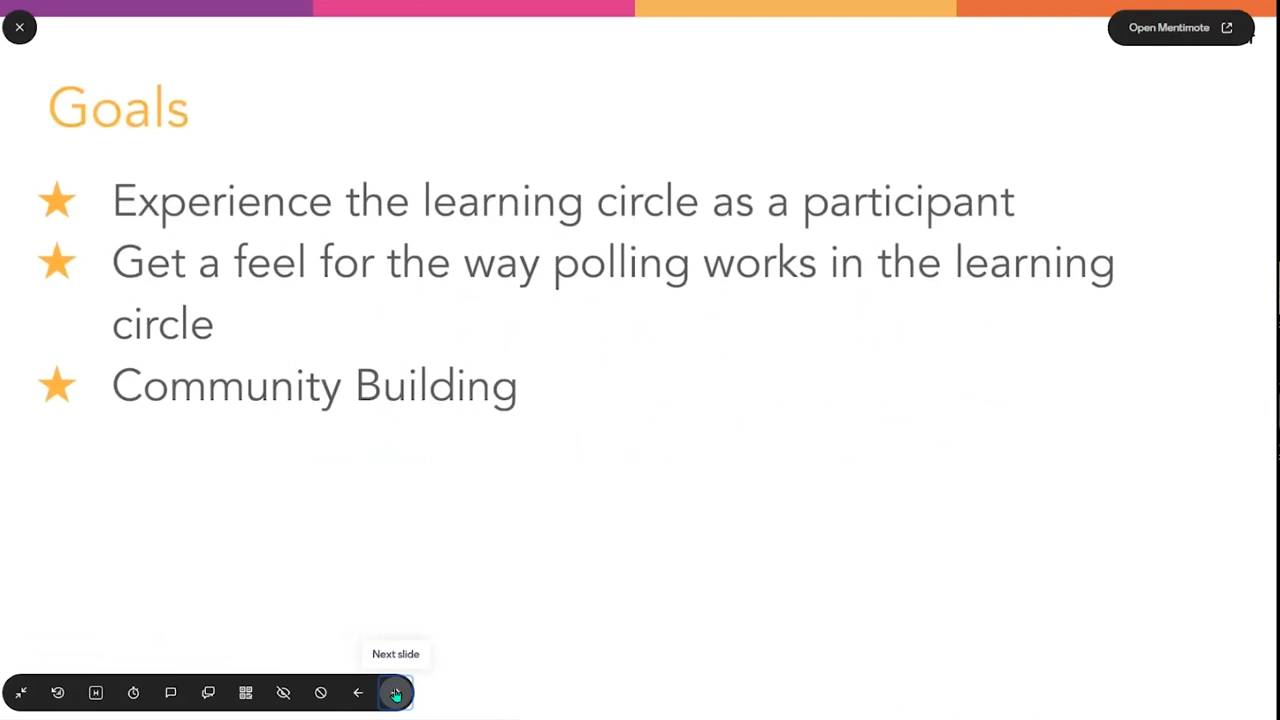 Open Mentimote
Goals
★ Experience the learning circle as a participant
★ Get a feel for the way polling works in the learning
circle
★ Community Building
Next slide